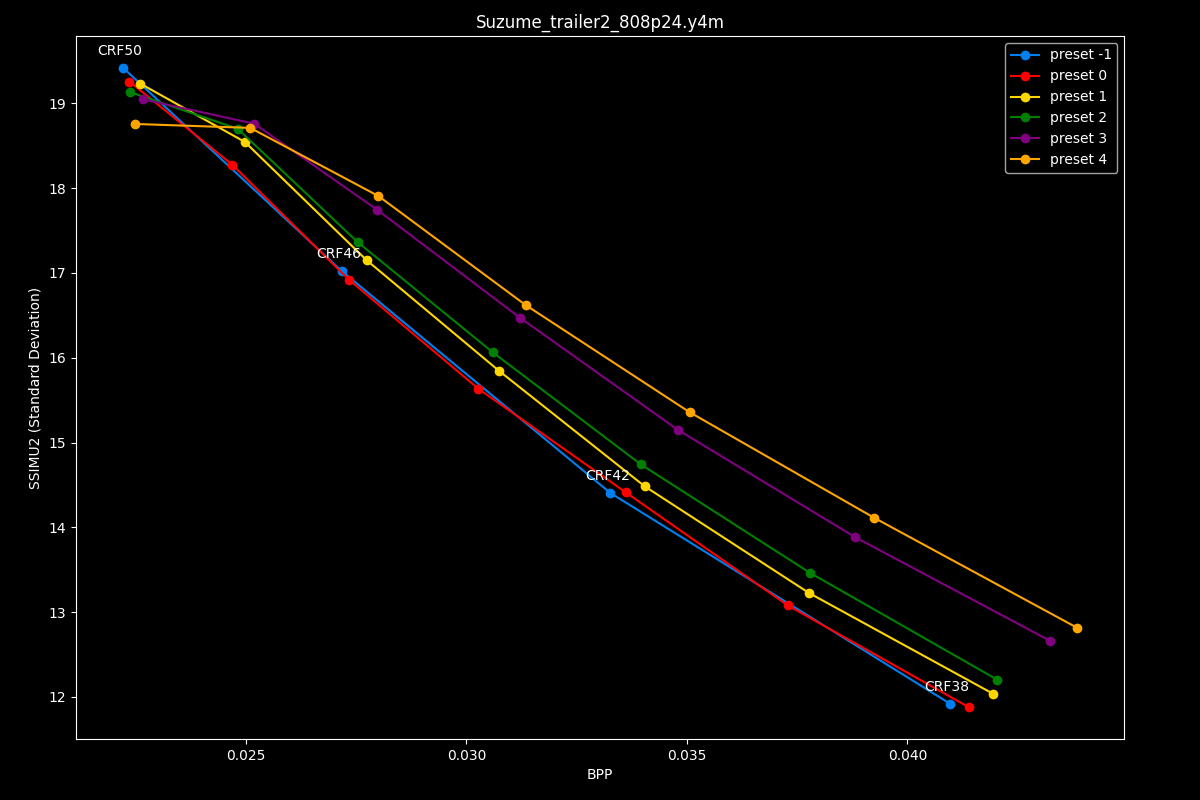 Suzume_trailer2_808p24.y4m
CRF50
preset -1
preset 0
preset 1
preset 2
preset 3
preset 4
CRF46
CRF42
CRF38
SSIMU2 (Standard Deviation)
19
18
17
16
15
14
13
12
0.025 0.030 0.035 0.040
BPP